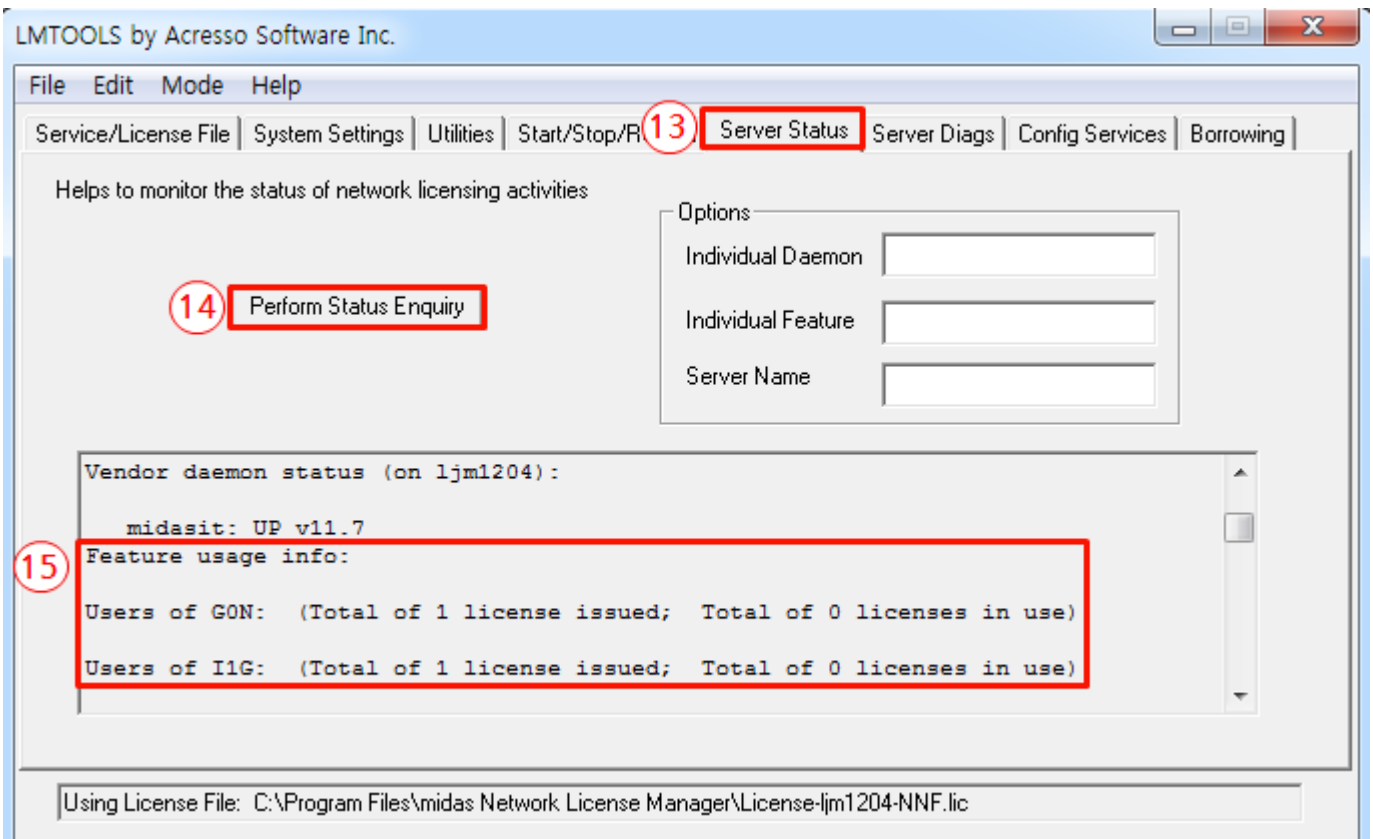 LMTOOLS by Acresso Software Inc.
File Edit Mode Help
Service/License File System Settings Utilities Start/Stop/R 13 Server Status Server Diags Config Services Borrowing
Helps to monitor the status of network licensing activities
Options
Individual Daemon
14 Perform Status Enquiry
Individual Feature
Server Name
Vendor daemon status (on ljm1204):
midasit: UP v11.7
15
Feature usage info:
Users of G0N: (Total of 1 license issued; Total of 0 licenses in use)
Users of I1G: (Total of 1 license issued; Total of 0 licenses in use)
Using License File: C:\Program Files\midas Network License Manager\License-ljm1204-NNF.lic